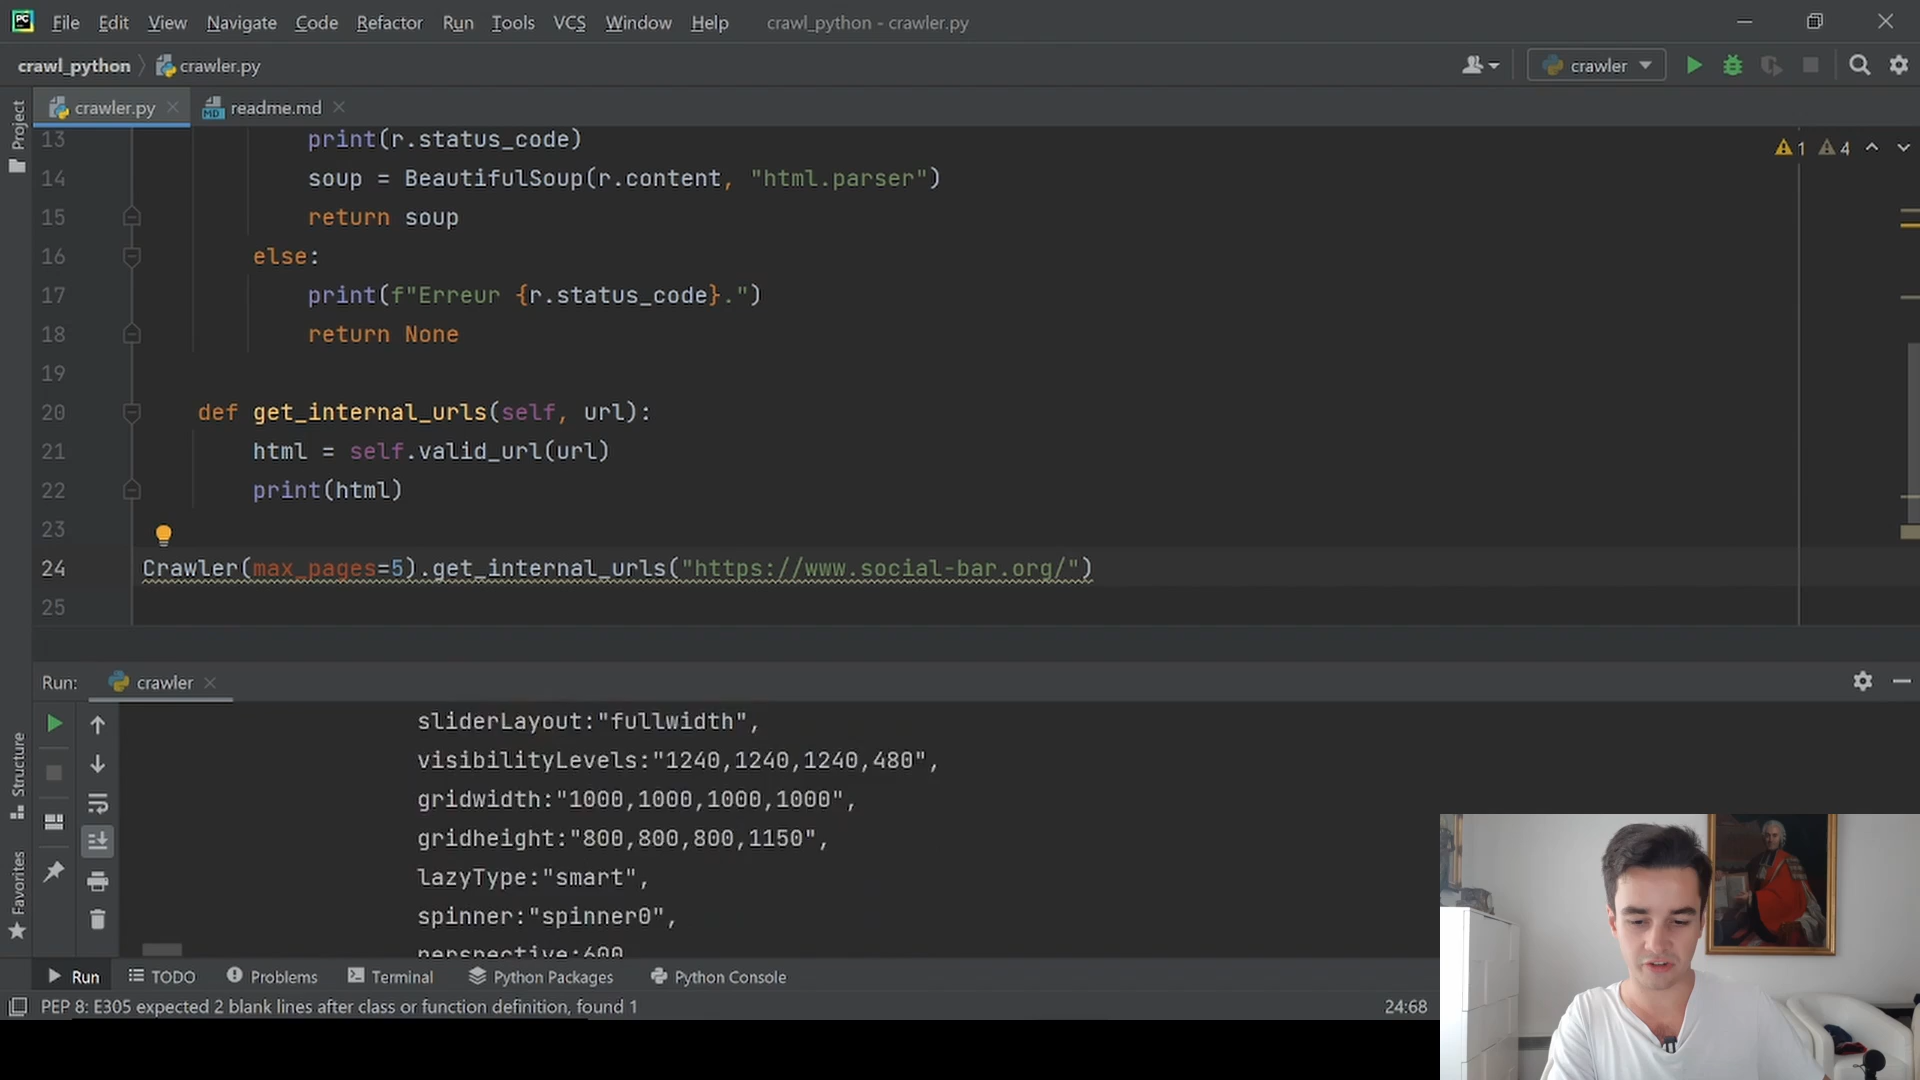 File Edit View Navigate Code Refactor Run Tools VCS Window Help crawl_python - crawler.py
crawl_python crawler.py crawler
crawler.py readme.md
Project
13 print(r.status_code)
1 4
14 soup = BeautifulSoup(r.content, "html.parser")
15 return soup
16 else:
17 print(f"Erreur {r.status_code}.")
18 return None
19
20 def get_internal_urls(self, url):
21 html = self.valid_url(url)
22 print(html)
23
24 Crawler(max_pages=5).get_internal_urls("https://www.social-bar.org/")
25
Run: crawler
sliderLayout:"fullwidth",
visibilityLevels:"1240,1240,1240,480",
gridwidth:"1000,1000,1000,1000",
gridheight:"800,800,800,1150",
lazyType:"smart",
spinner:"spinner0",
perspective:600
Structure
Favorites
Run TODO Problems Terminal Python Packages Python Console
PEP 8: E305 expected 2 blank lines after class or function definition, found 1 24:68